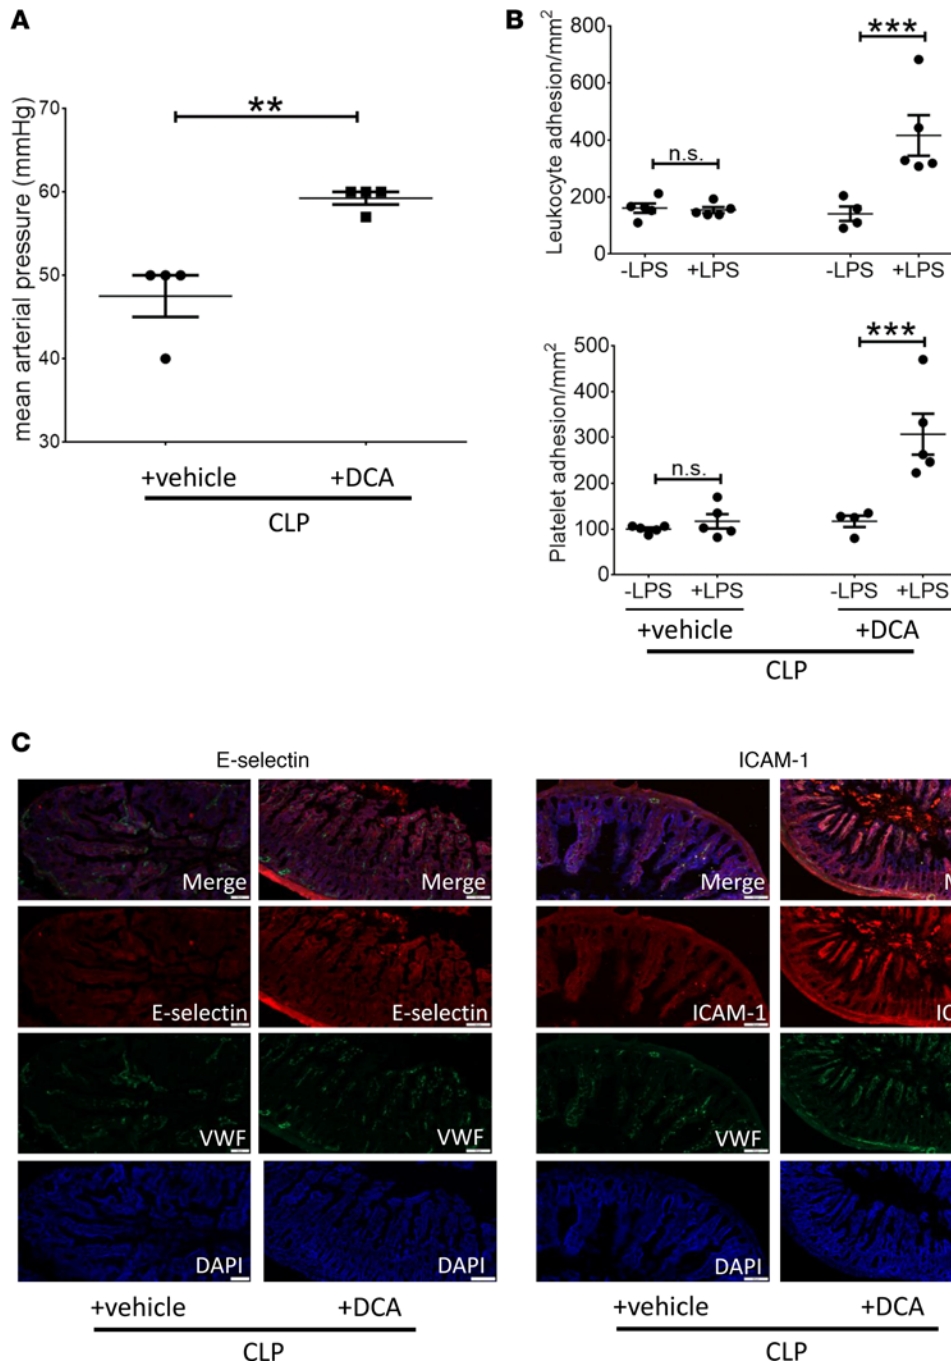 A
mean arterial pressure (mmHg)
70
60
50
40
30
**
+vehicle
+DCA
CLP
B
Leukocyte adhesion/mm²
800
600
400
200
0
n.s.
***
-LPS
+LPS
-LPS
+LPS
Platelet adhesion/mm²
500
400
300
200
100
0
n.s.
***
-LPS
+LPS
-LPS
+LPS
+vehicle
+DCA
CLP
C
E-selectin
ICAM-1
Merge
Merge
Merge
M
E-selectin
E-selectin
ICAM-1
IC
VWF
VWF
VWF
DAPI
DAPI
DAPI
+vehicle
+DCA
+vehicle
+DCA
CLP
CLP